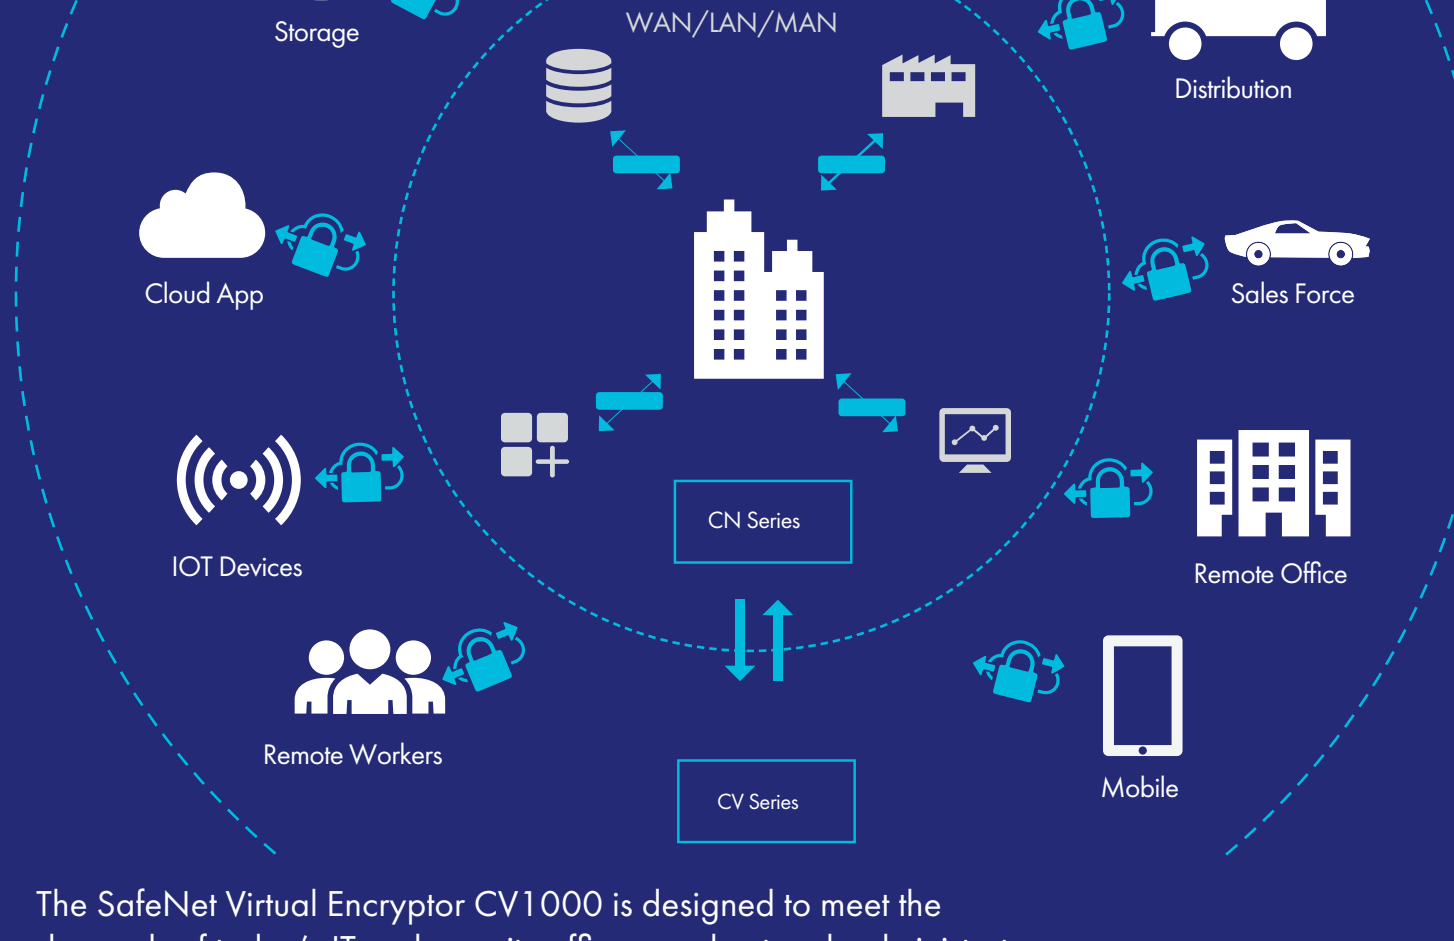 WAN/LAN/MAN
Storage
Distribution
Cloud App
Sales Force
CN Series
IOT Devices
Remote Office
Remote Workers
Mobile
CV Series
The SafeNet Virtual Encryptor CV1000 is designed to meet the